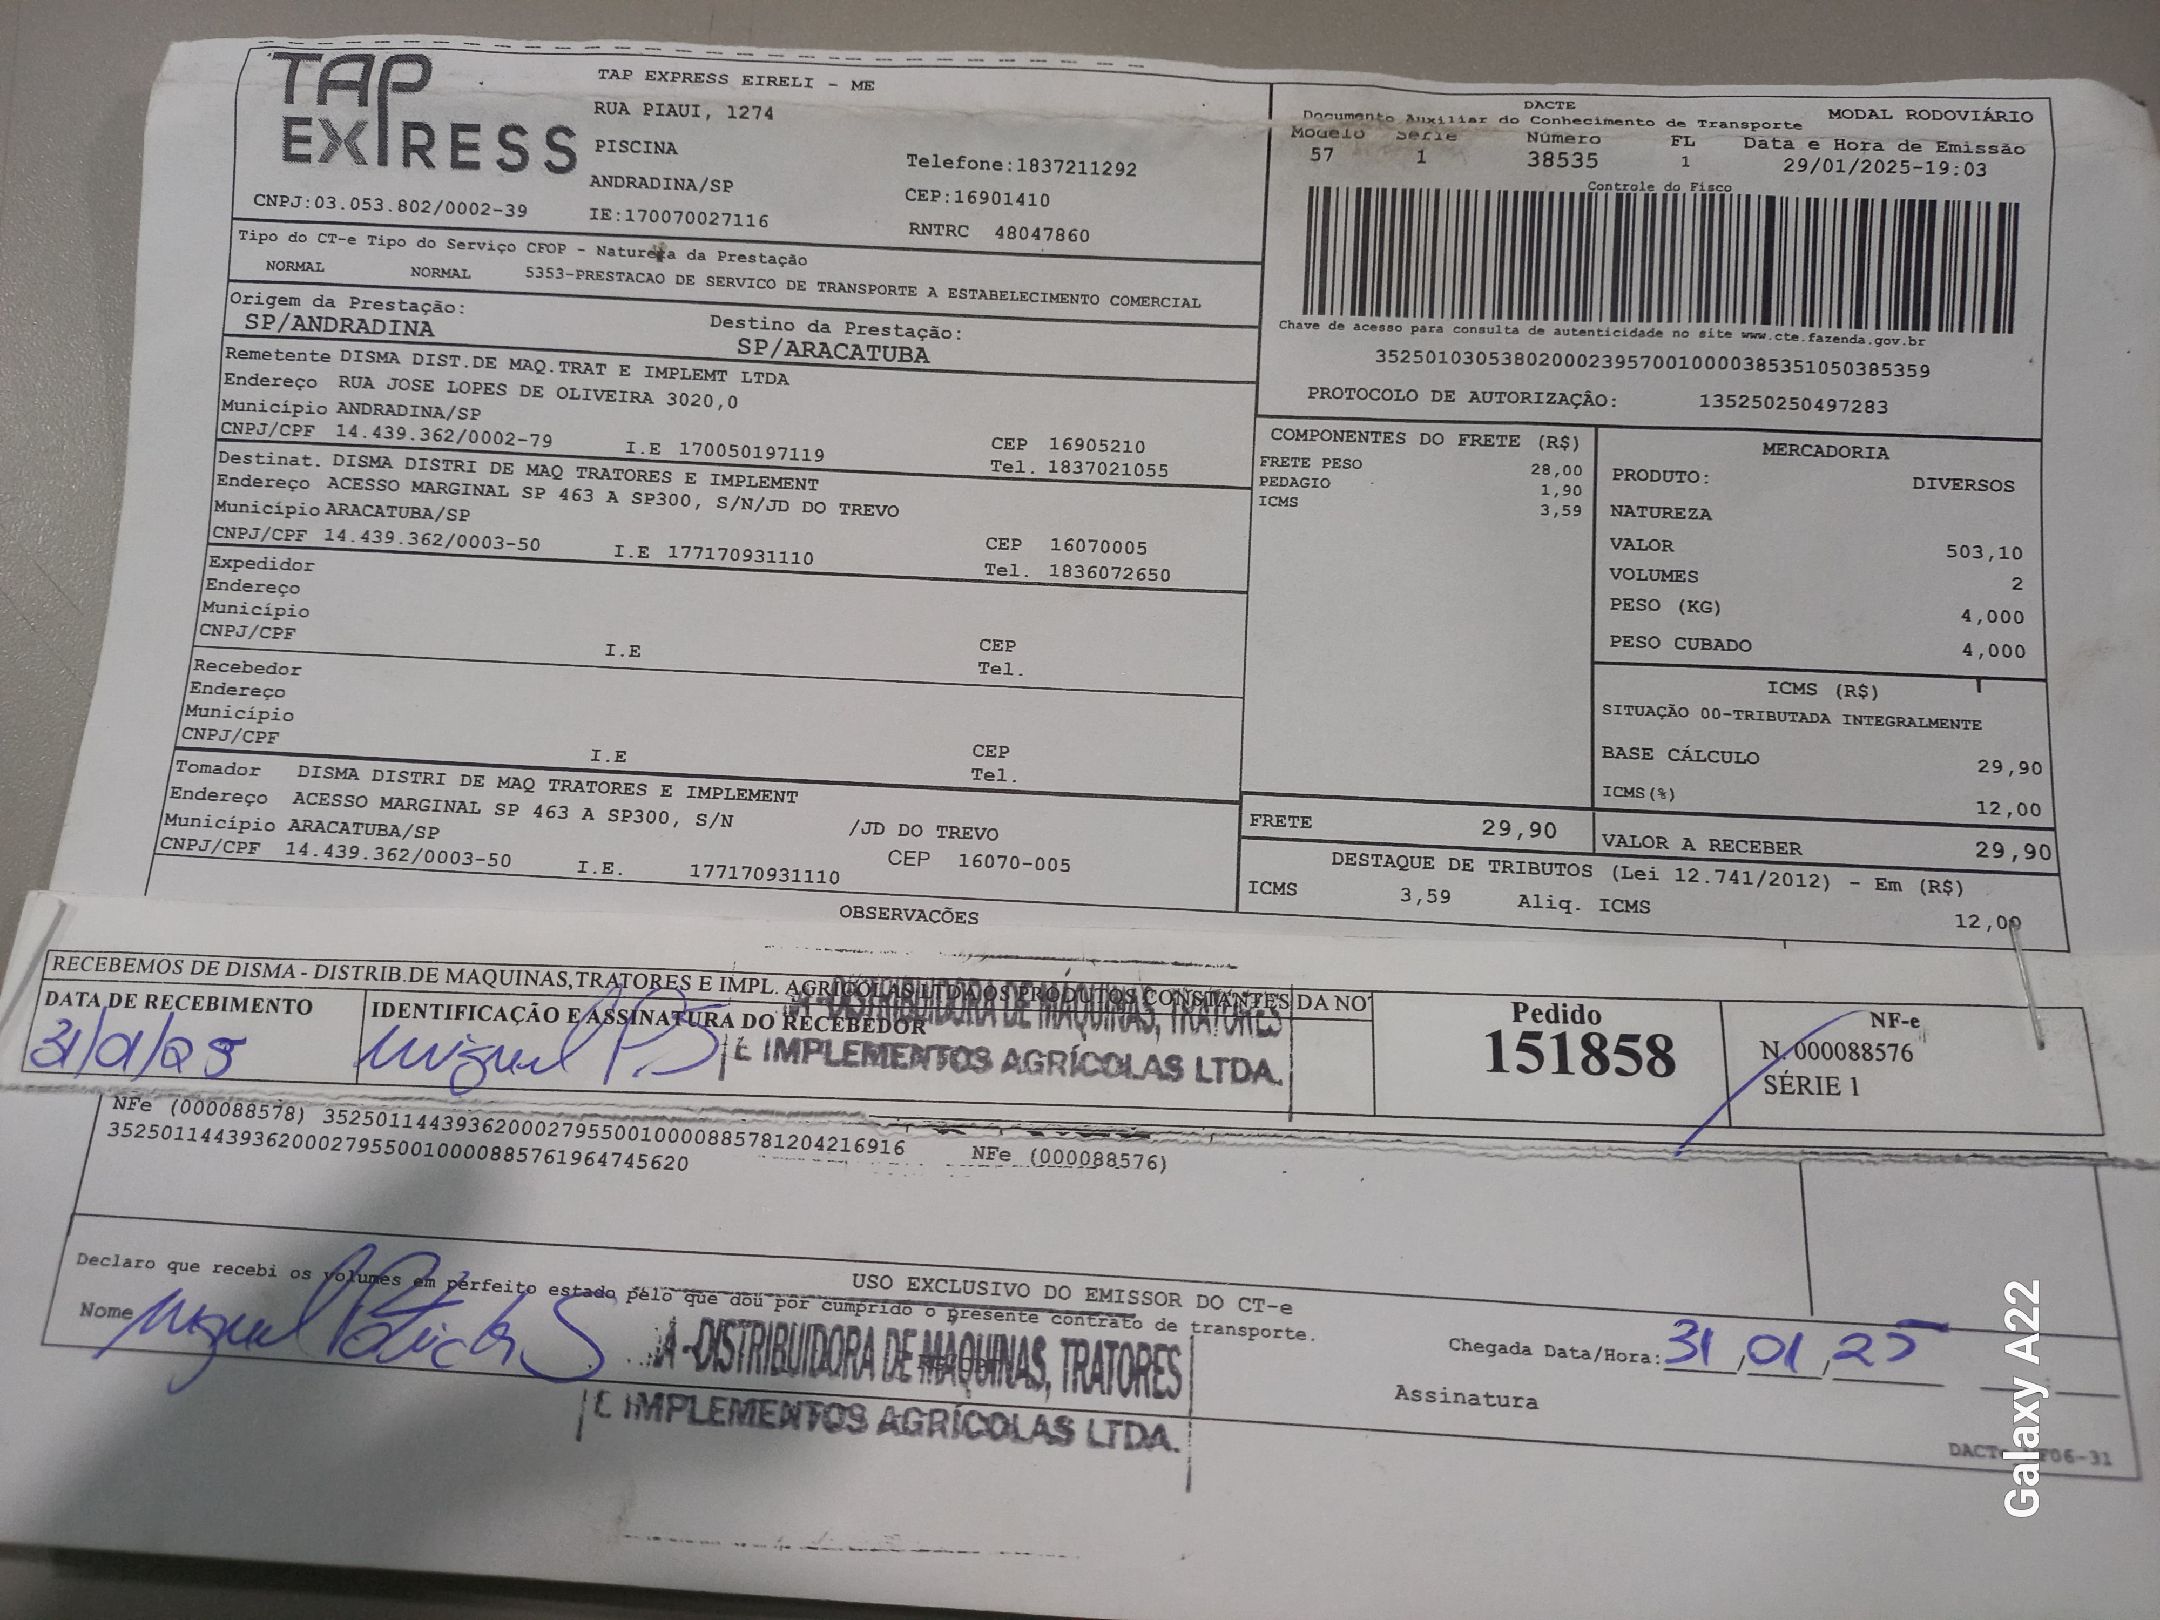 TAP EXPRESS
TAP EXPRESS EIRELI - ME
RUA PIAUI, 1274
PISCINA
Telefone:1837211292
ANDRADINA/SP
CEP:16901410
CNPJ:03.053.802/0002-39
IE:170070027116
RNTRC 48047860
DACTE
Documento Auxiliar do Conhecimento de Transporte
MODAL RODOVIÁRIO
Modelo Série Número FL Data e Hora de Emissão
57 1 38535 1 29/01/2025-19:03
Controle do Fisco
Chave de acesso para consulta de autenticidade no site www.cte.fazenda.gov.br
35250103053802000239570010000385351050385359
PROTOCOLO DE AUTORIZAÇÂO: 135250250497283
Tipo do CT-e Tipo do Serviço CFOP - Natureza da Prestação
NORMAL NORMAL 5353-PRESTACAO DE SERVICO DE TRANSPORTE A ESTABELECIMENTO COMERCIAL
Origem da Prestação: Destino da Prestação:
SP/ANDRADINA SP/ARACATUBA
Remetente DISMA DIST.DE MAQ.TRAT E IMPLEMT LTDA
Endereço RUA JOSE LOPES DE OLIVEIRA 3020,0
Município ANDRADINA/SP CEP 16905210
CNPJ/CPF 14.439.362/0002-79 I.E 170050197119 Tel. 1837021055
Destinat. DISMA DISTRI DE MAQ TRATORES E IMPLEMENT
Endereço ACESSO MARGINAL SP 463 A SP300, S/N/JD DO TREVO
Município ARACATUBA/SP CEP 16070005
CNPJ/CPF 14.439.362/0003-50 I.E 177170931110 Tel. 1836072650
Expedidor
Endereço
Município CEP
CNPJ/CPF I.E Tel.
Recebedor
Endereço
Município CEP
CNPJ/CPF I.E Tel.
Tomador DISMA DISTRI DE MAQ TRATORES E IMPLEMENT
Endereço ACESSO MARGINAL SP 463 A SP300, S/N /JD DO TREVO
Município ARACATUBA/SP CEP 16070-005
CNPJ/CPF 14.439.362/0003-50 I.E. 177170931110
COMPONENTES DO FRETE (R$)
FRETE PESO 28,00
PEDAGIO 1,90
ICMS 3,59
MERCADORIA
PRODUTO: DIVERSOS
NATUREZA
VALOR 503,10
VOLUMES 2
PESO (KG) 4,000
PESO CUBADO 4,000
ICMS (R$)
SITUAÇÃO 00-TRIBUTADA INTEGRALMENTE
BASE CÁLCULO 29,90
ICMS(%) 12,00
FRETE 29,90
VALOR A RECEBER 29,90
DESTAQUE DE TRIBUTOS (Lei 12.741/2012) - Em (R$)
ICMS 3,59 Aliq. ICMS 12,00
OBSERVACÕES
RECEBEMOS DE DISMA - DISTRIB.DE MAQUINAS,TRATORES E IMPL. AGRICOLAS LTDA OS PRODUTOS CONSTANTES DA NO
DATA DE RECEBIMENTO
31/01/25
IDENTIFICAÇÃO E ASSINATURA DO RECEBEDOR
Miguel P.S
DISTRIBUIDORA DE MAQUINAS, TRATORES
E IMPLEMENTOS AGRÍCOLAS LTDA.
Pedido
151858
NF-e
N. 000088576
SÉRIE 1
NFe (000088578) 35250114439362000279550010000885781204216916 NFe (000088576)
35250114439362000279550010000885761964745620
USO EXCLUSIVO DO EMISSOR DO CT-e
Declaro que recebi os volumes em perfeito estado pelo que dou por cumprido o presente contrato de transporte.
Nome Miguel
A - DISTRIBUIDORA DE MAQUINAS, TRATORES
E IMPLEMENTOS AGRÍCOLAS LTDA.
Chegada Data/Hora: 31,01,25
Assinatura
Galaxy A22